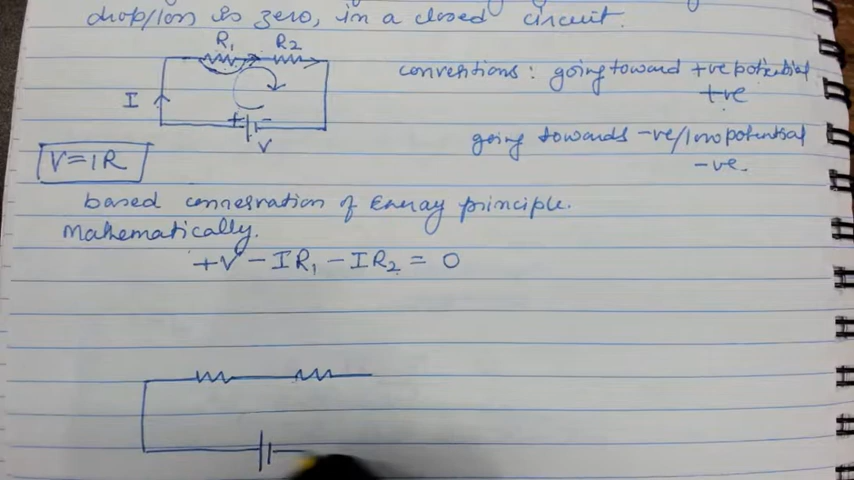 drop/loss is zero, in a closed circuit.
R1 R2
conventions: going toward +ve potential
+ve
I
+ -
V
going towards -ve/low potential
-ve.
V=IR
based conservation of Energy principle.
Mathematically.
+V - IR1 - IR2 = 0